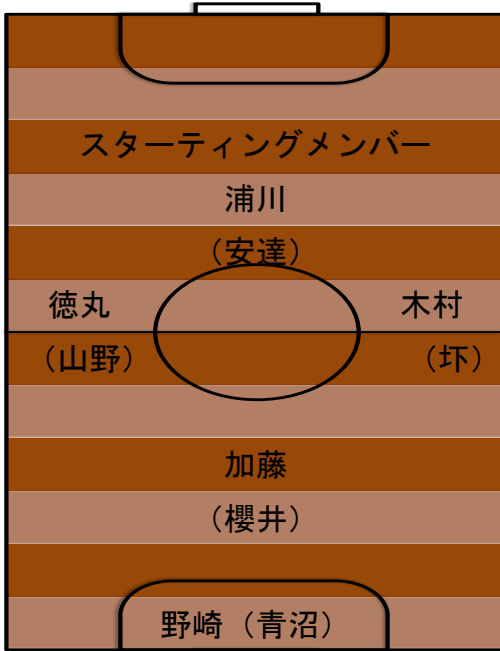 スターティングメンバー
浦川
（安達）
徳丸 木村
（山野） （坏）
加藤
（櫻井）
野崎（青沼）